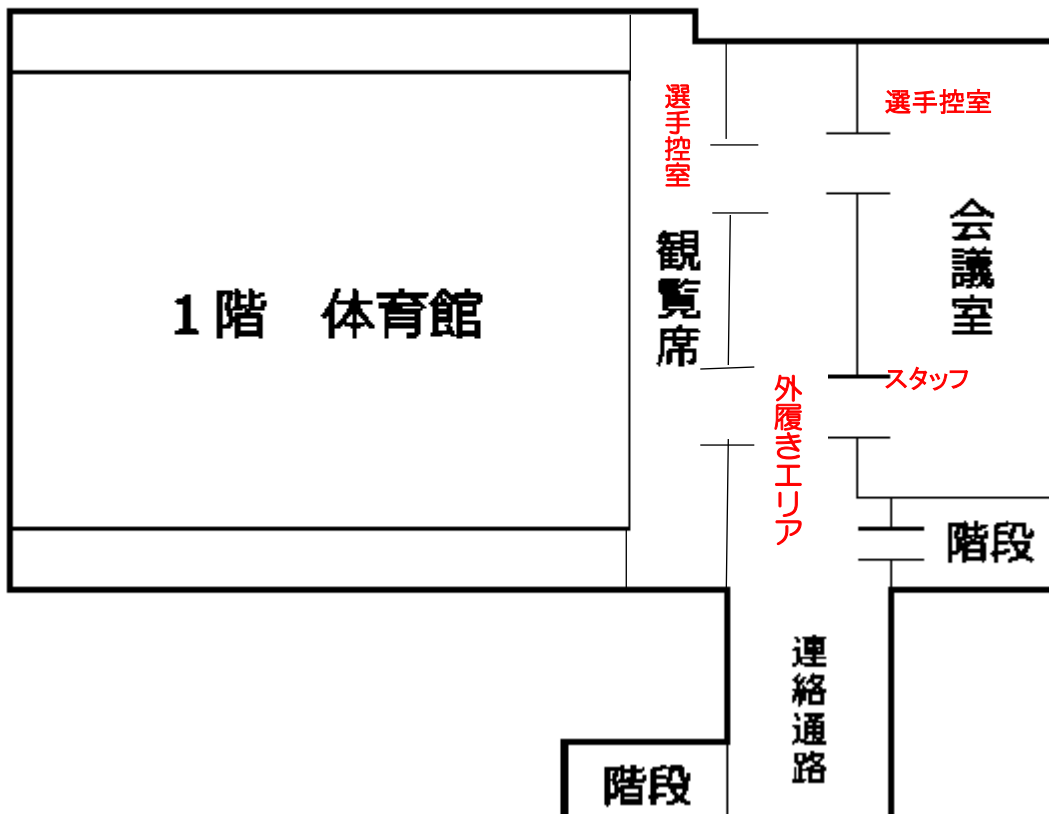 選手控室
選手控室
会議室
観覧席
1階　体育館
スタッフ
外履きエリア
階段
連絡通路
階段